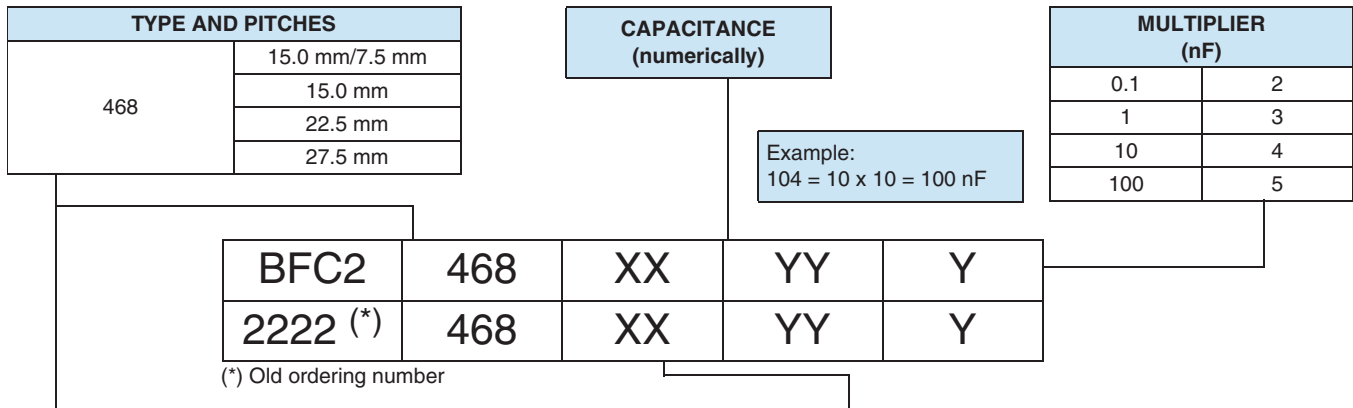 TYPE AND PITCHES
468
15.0 mm/7.5 mm
15.0 mm
22.5 mm
27.5 mm
CAPACITANCE
(numerically)
Example:
104 = 10 x 10 = 100 nF
MULTIPLIER
(nF)
0.1 2
1 3
10 4
100 5
BFC2 468 XX YY Y
2222 (*) 468 XX YY Y
(*) Old ordering number